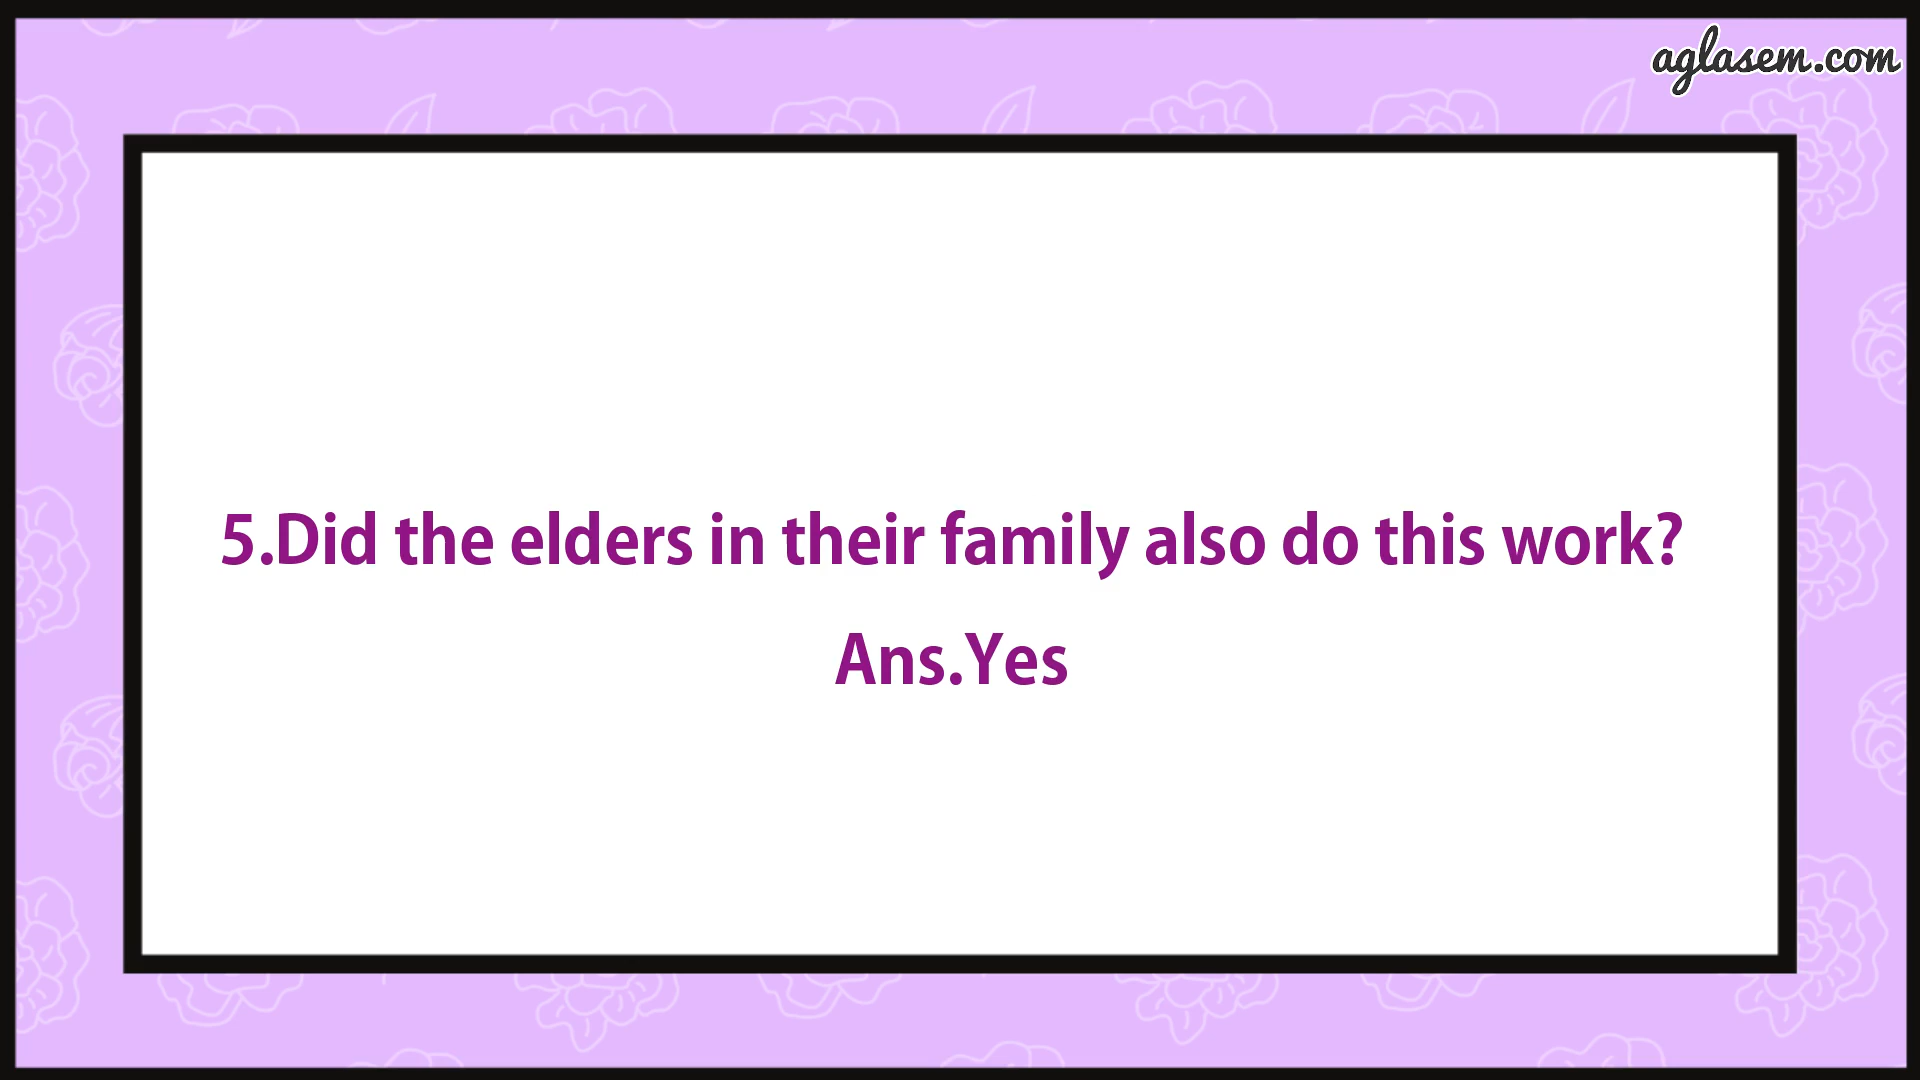 aglasem.com
5.Did the elders in their family also do this work?
Ans.Yes